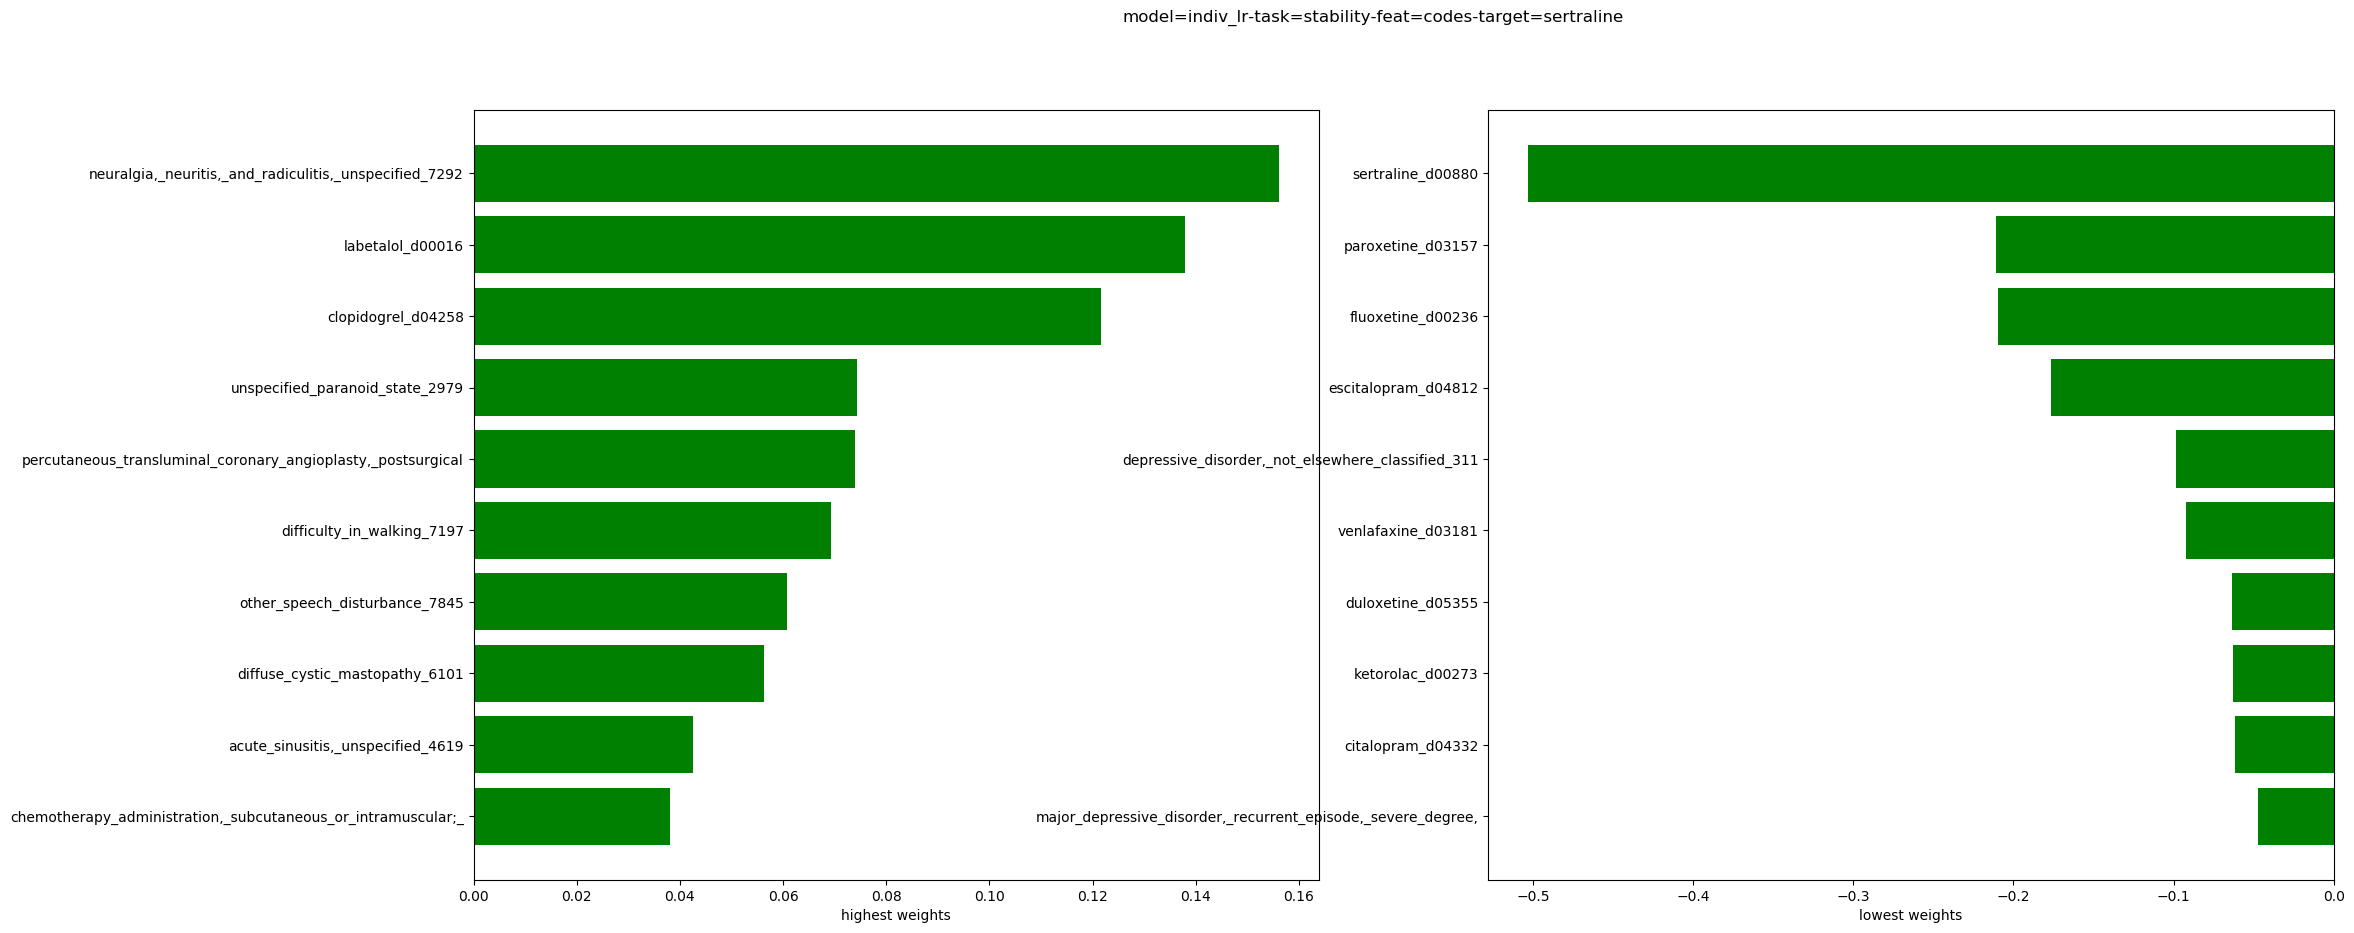 model=indiv_lr-task=stability-feat=codes-target=sertraline
neuralgia,_neuritis,_and_radiculitis,_unspecified_7292
labetalol_d00016
clopidogrel_d04258
unspecified_paranoid_state_2979
percutaneous_transluminal_coronary_angioplasty,_postsurgical
difficulty_in_walking_7197
other_speech_disturbance_7845
diffuse_cystic_mastopathy_6101
acute_sinusitis,_unspecified_4619
chemotherapy_administration,_subcutaneous_or_intramuscular;_
0.00 0.02 0.04 0.06 0.08 0.10 0.12 0.14 0.16
highest weights
sertraline_d00880
paroxetine_d03157
fluoxetine_d00236
escitalopram_d04812
depressive_disorder,_not_elsewhere_classified_311
venlafaxine_d03181
duloxetine_d05355
ketorolac_d00273
citalopram_d04332
major_depressive_disorder,_recurrent_episode,_severe_degree,
−0.5 −0.4 −0.3 −0.2 −0.1 0.0
lowest weights